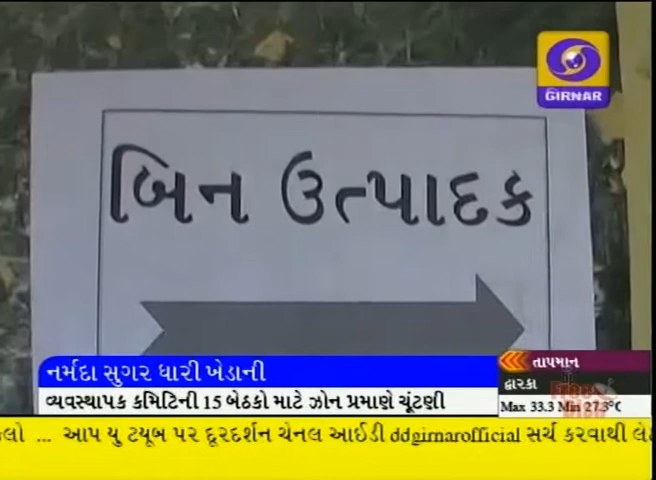 GIRNAR
બિન ઉત્પાદક
નર્મદા સુગર ધારી ખેડાની
વ્યવસ્થાપક કમિટિની 15 બેઠકો માટે ઝોન પ્રમાણે ચૂંટણી
તાપમાન
દ્વારકા
Max 33.3 Min 27.3°C
... આપ યુ ટયૂબ પર દૂરદર્શન ચેનલ આઈડી ddgirnarofficial સર્ચ કરવાથી